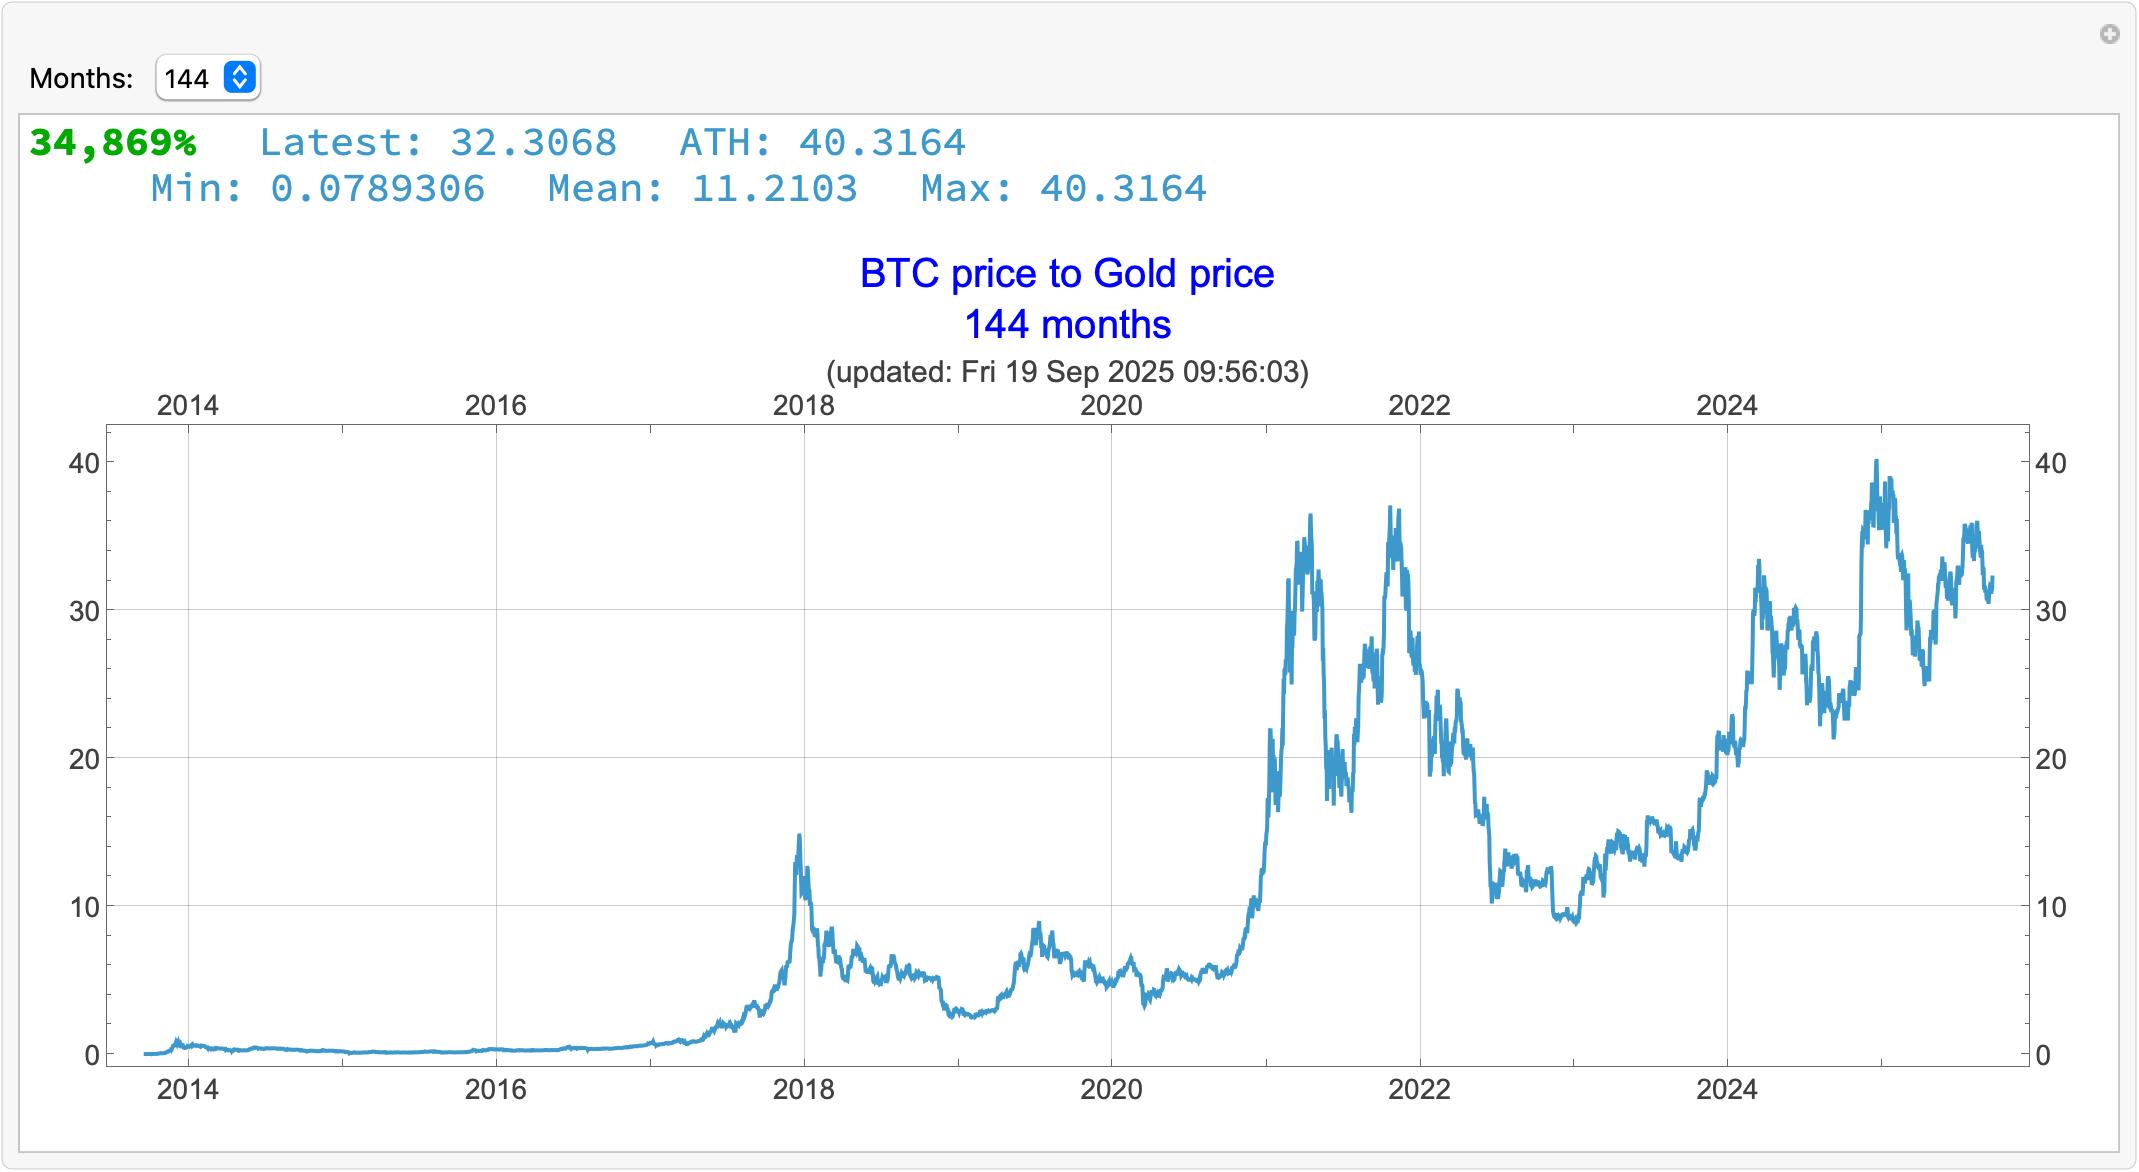 Months: 144
34,869% Latest: 32.3068 ATH: 40.3164
Min: 0.0789306 Mean: 11.2103 Max: 40.3164
BTC price to Gold price
144 months
(updated: Fri 19 Sep 2025 09:56:03)
2014 2016 2018 2020 2022 2024
40 40
30 30
20 20
10 10
0 0
2014 2016 2018 2020 2022 2024